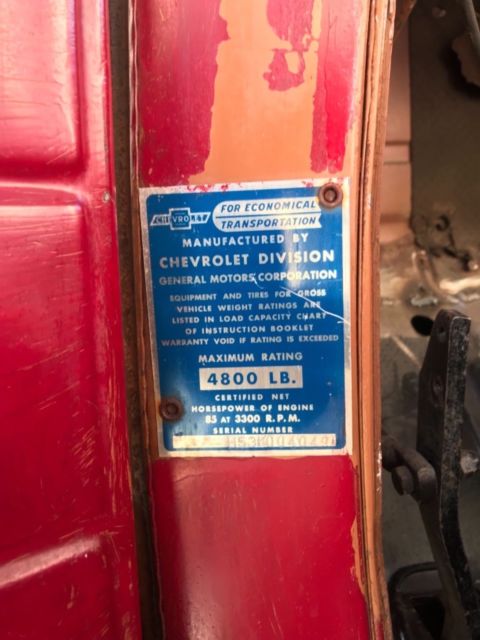 CHEVROLET
FOR ECONOMICAL
TRANSPORTATION
MANUFACTURED BY
CHEVROLET DIVISION
GENERAL MOTORS CORPORATION
EQUIPMENT AND TIRES FOR GROSS
VEHICLE WEIGHT RATINGS ARE
LISTED IN LOAD CAPACITY CHART
OF INSTRUCTION BOOKLET
WARRANTY VOID IF RATING IS EXCEEDED
MAXIMUM RATING
4800 LB.
CERTIFIED NET
HORSEPOWER OF ENGINE
85 AT 3300 R.P.M.
SERIAL NUMBER